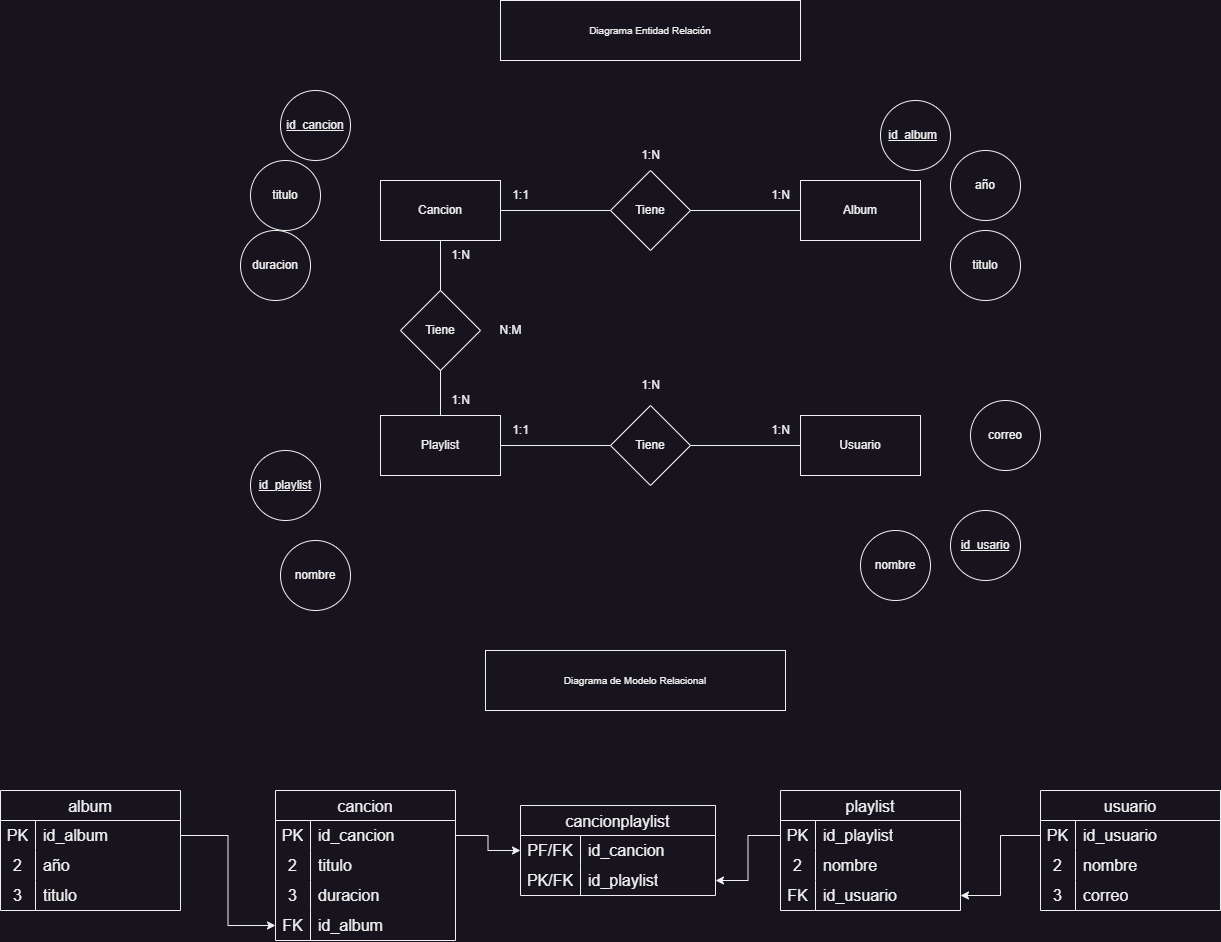 Diagrama Entidad Relación
id_cancion
titulo
duracion
Cancion
1:1
1:N
Tiene
1:N
Album
id_album
año
titulo
1:N
Tiene
N:M
1:N
Playlist
1:1
1:N
Tiene
1:N
Usuario
correo
id_playlist
nombre
nombre
id_usario
Diagrama de Modelo Relacional
album
PK id_album
2 año
3 titulo
cancion
PK id_cancion
2 titulo
3 duracion
FK id_album
cancionplaylist
PF/FK id_cancion
PK/FK id_playlist
playlist
PK id_playlist
2 nombre
FK id_usuario
usuario
PK id_usuario
2 nombre
3 correo